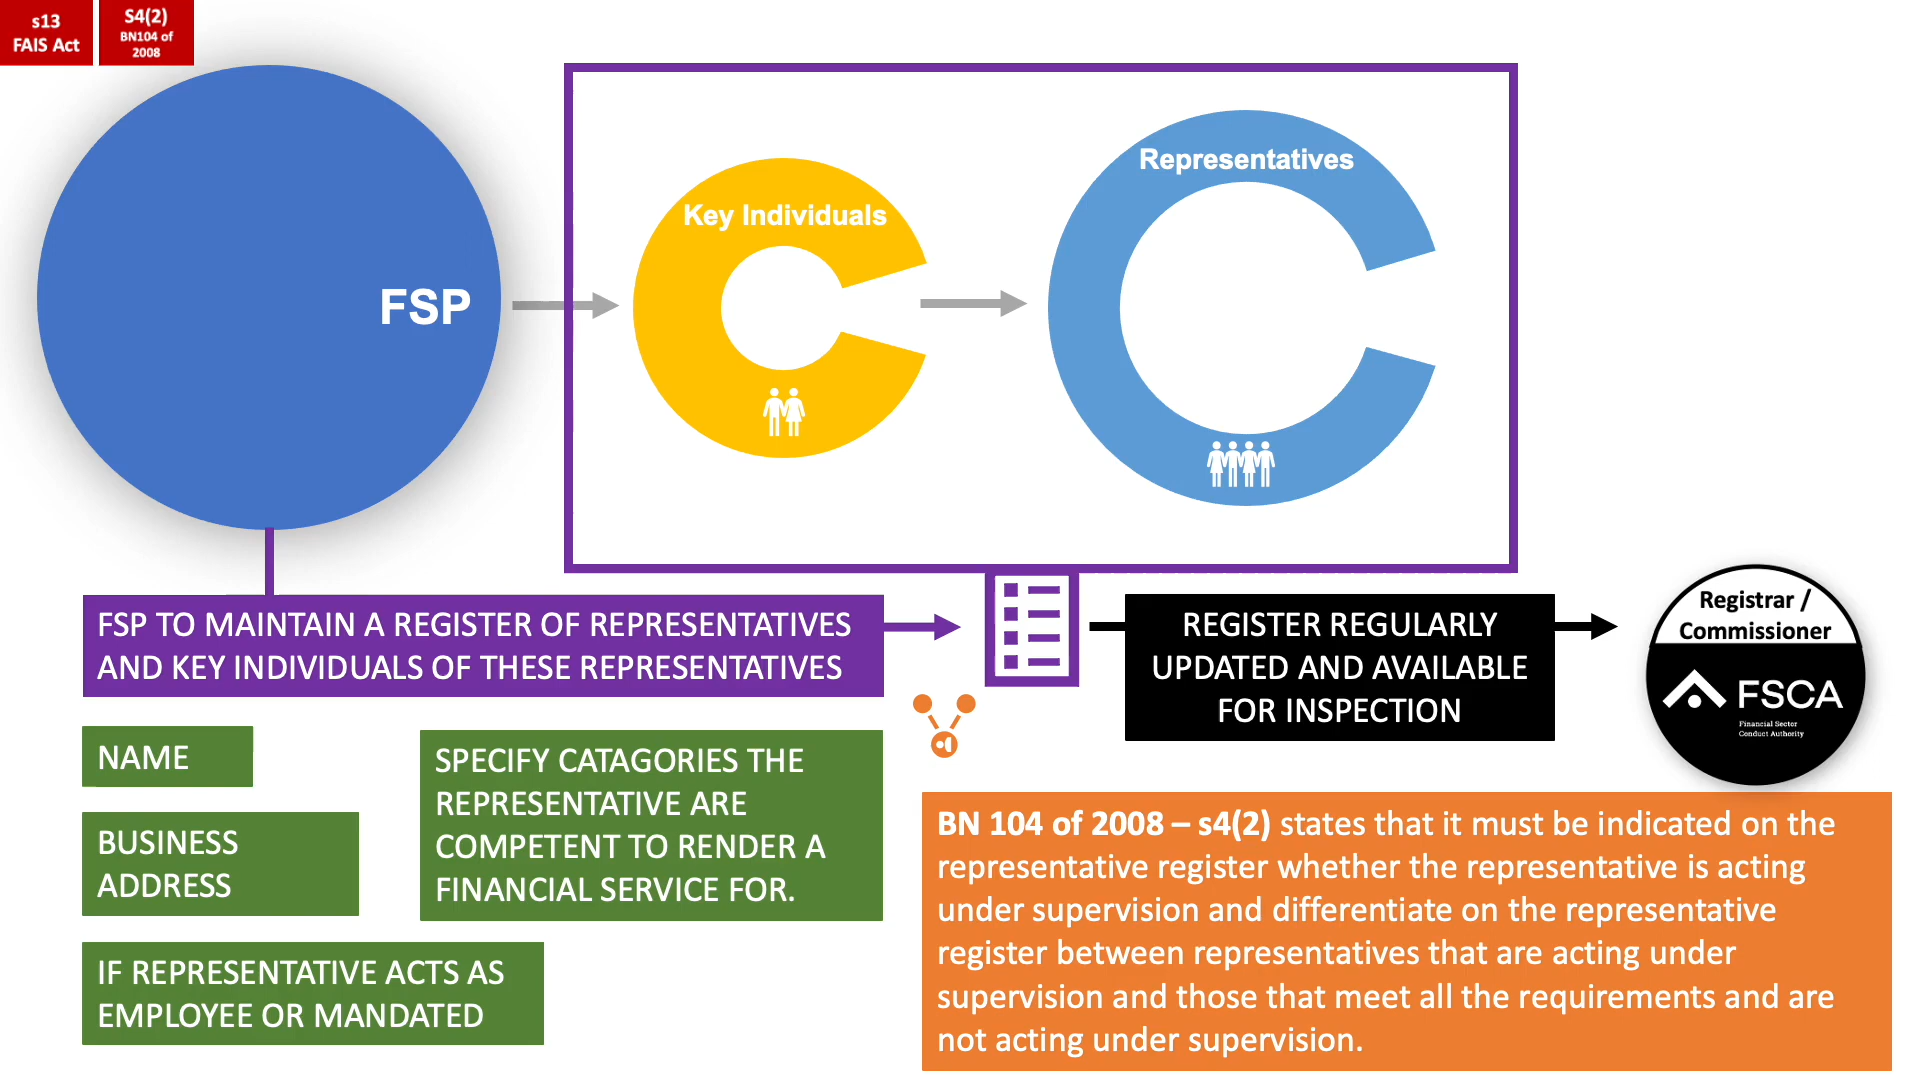 s13
FAIS Act
S4(2)
BN104 of
2008
FSP
Key Individuals
Representatives
FSP TO MAINTAIN A REGISTER OF REPRESENTATIVES
AND KEY INDIVIDUALS OF THESE REPRESENTATIVES
REGISTER REGULARLY
UPDATED AND AVAILABLE
FOR INSPECTION
Registrar /
Commissioner
FSCA
Financial Sector
Conduct Authority
NAME
BUSINESS
ADDRESS
IF REPRESENTATIVE ACTS AS
EMPLOYEE OR MANDATED
SPECIFY CATAGORIES THE
REPRESENTATIVE ARE
COMPETENT TO RENDER A
FINANCIAL SERVICE FOR.
BN 104 of 2008 – s4(2) states that it must be indicated on the
representative register whether the representative is acting
under supervision and differentiate on the representative
register between representatives that are acting under
supervision and those that meet all the requirements and are
not acting under supervision.